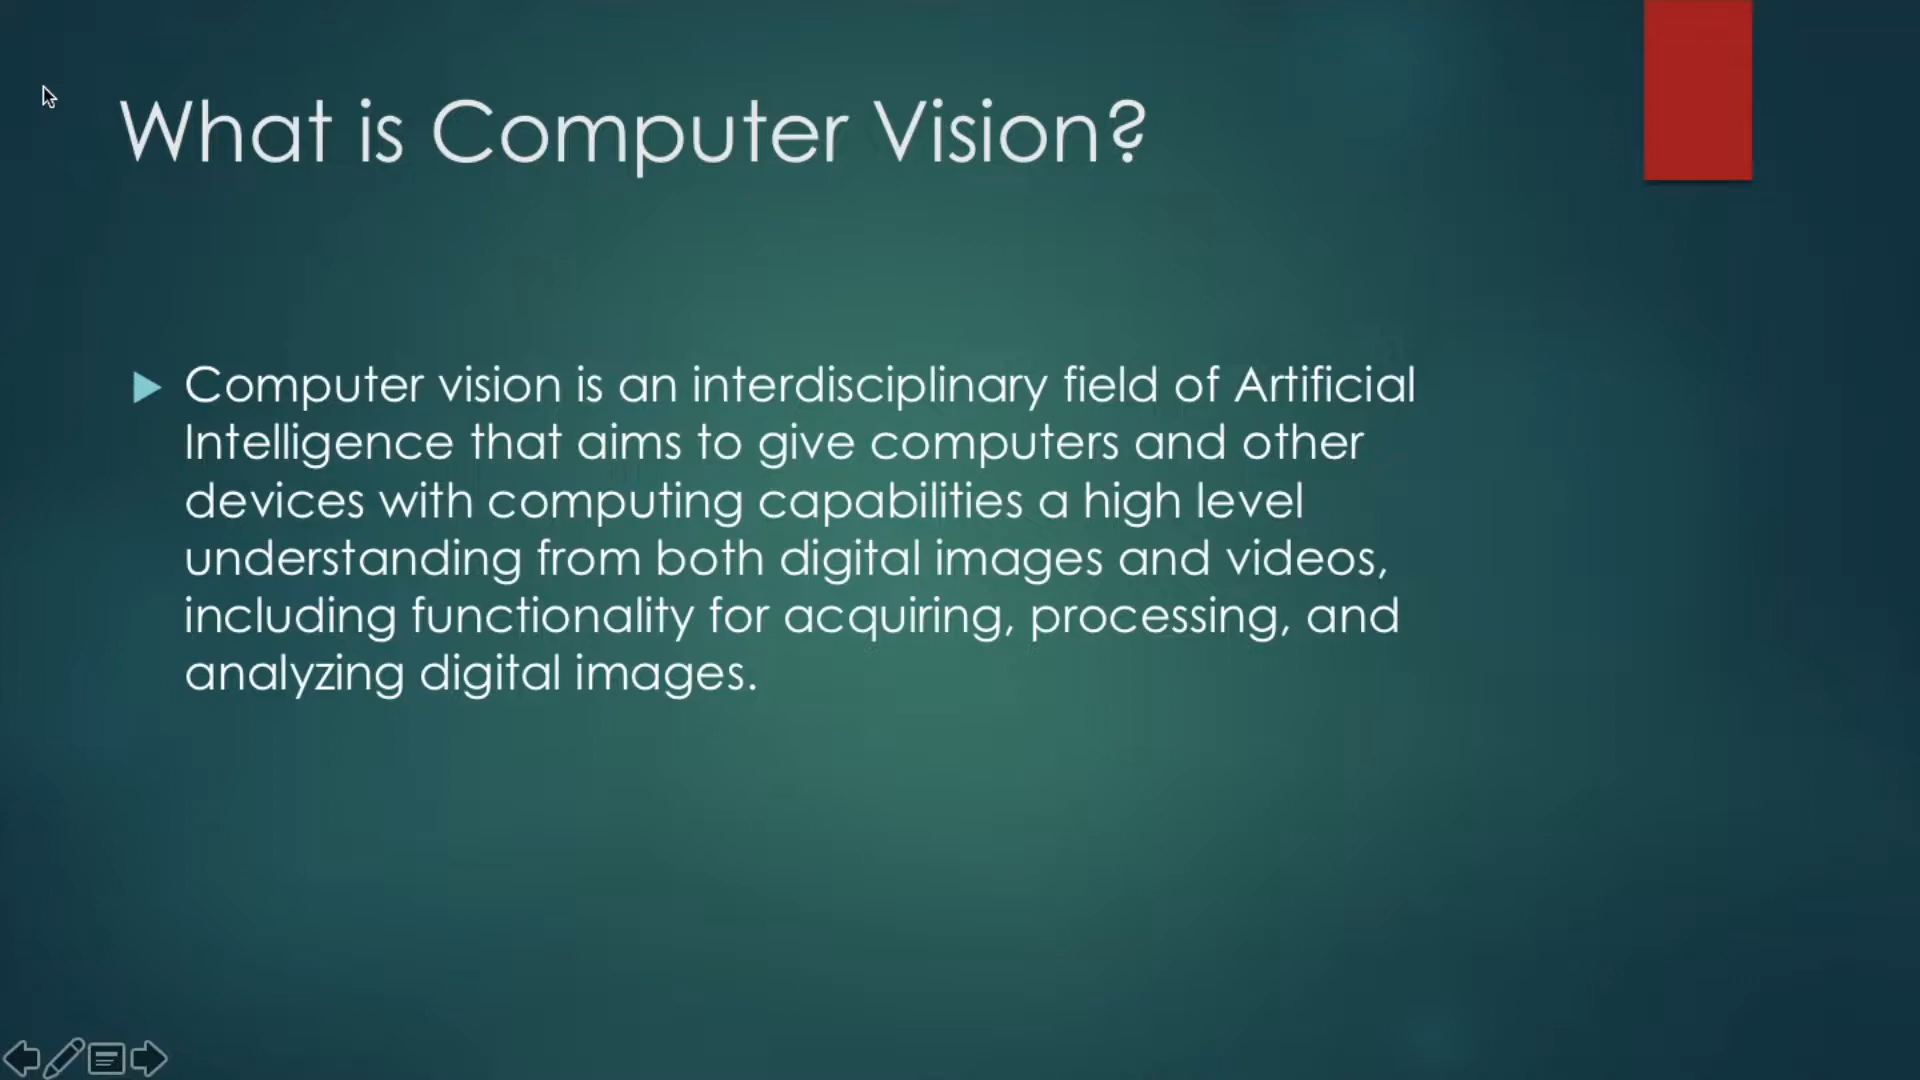 What is Computer Vision?
Computer vision is an interdisciplinary field of Artificial
Intelligence that aims to give computers and other
devices with computing capabilities a high level
understanding from both digital images and videos,
including functionality for acquiring, processing, and
analyzing digital images.